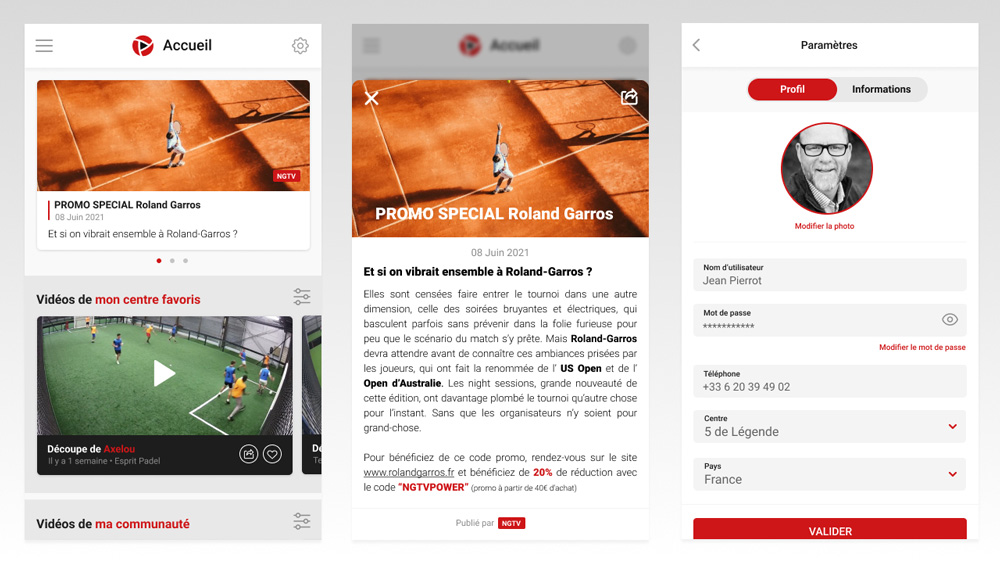 Accueil
NGTV
PROMO SPECIAL Roland Garros
08 Juin 2021
Et si on vibrait ensemble à Roland-Garros ?
Vidéos de mon centre favoris
Découpe de Axelou
Il y a 1 semaine • Esprit Padel
Vidéos de ma communauté
PROMO SPECIAL Roland Garros
08 Juin 2021
Et si on vibrait ensemble à Roland-Garros ?
Elles sont censées faire entrer le tournoi dans une autre
dimension, celle des soirées bruyantes et électriques, qui
basculent parfois sans prévenir dans la folie furieuse pour
peu que le scénario du match s'y prête. Mais Roland-Garros
devra attendre avant de connaître ces ambiances prisées par
les joueurs, qui ont fait la renommée de l' US Open et de l'
Open d'Australie. Les night sessions, grande nouveauté de
cette édition, ont davantage plombé le tournoi qu'autre chose
pour l'instant. Sans que les organisateurs n'y soient pour
grand-chose.
Pour bénéficiez de ce code promo, rendez-vous sur le site
www.rolandgarros.fr et bénéficiez de 20% de réduction avec
le code "NGTVPOWER" (promo à partir de 40€ d'achat)
Publié par NGTV
Paramètres
Profil
Informations
Modifier la photo
Nom d'utilisateur
Jean Pierrot
Mot de passe
***********
Modifier le mot de passe
Téléphone
+33 6 20 39 49 02
Centre
5 de Légende
Pays
France
VALIDER